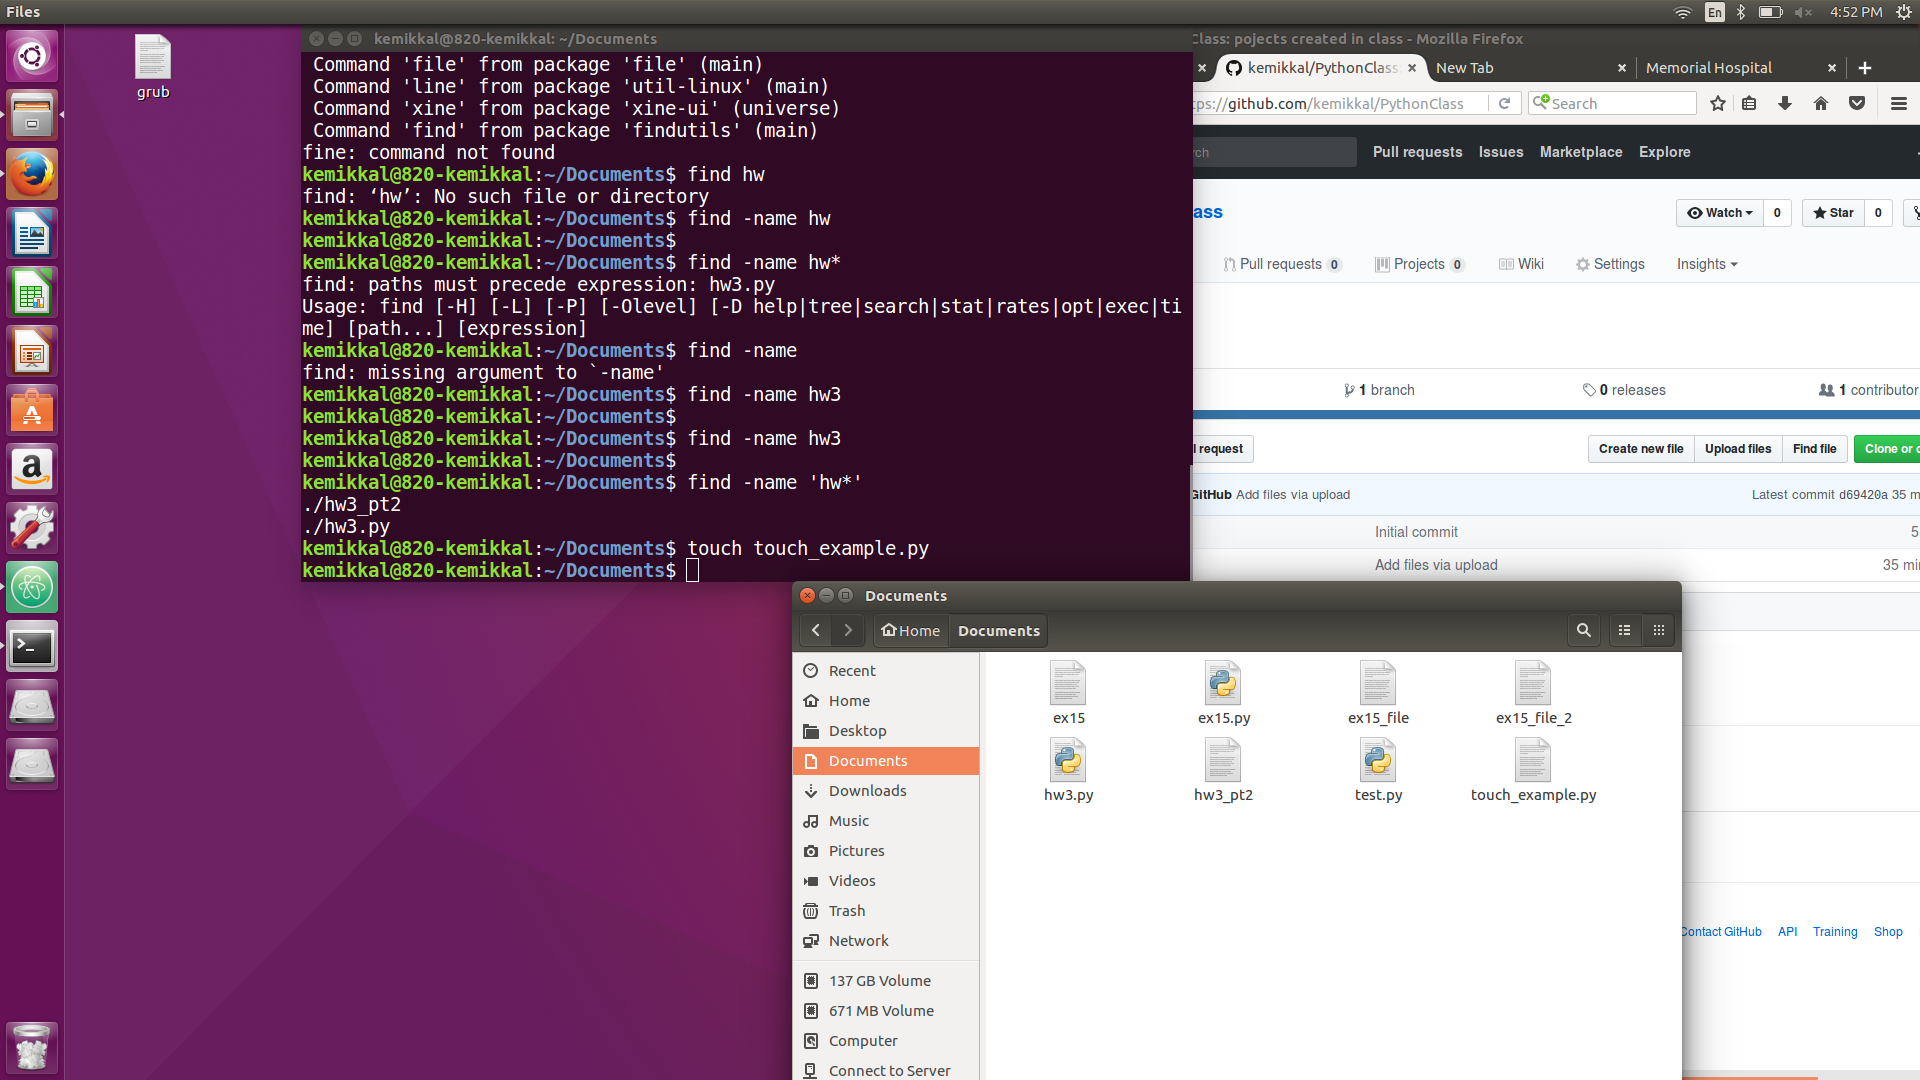 Files
En
4:52 PM
grub
kemikkal@820-kemikkal: ~/Documents
Command 'file' from package 'file' (main)
Command 'line' from package 'util-linux' (main)
Command 'xine' from package 'xine-ui' (universe)
Command 'find' from package 'findutils' (main)
fine: command not found
kemikkal@820-kemikkal:~/Documents$ find hw
find: ‘hw’: No such file or directory
kemikkal@820-kemikkal:~/Documents$ find -name hw
kemikkal@820-kemikkal:~/Documents$
kemikkal@820-kemikkal:~/Documents$ find -name hw*
find: paths must precede expression: hw3.py
Usage: find [-H] [-L] [-P] [-Olevel] [-D help|tree|search|stat|rates|opt|exec|ti
me] [path...] [expression]
kemikkal@820-kemikkal:~/Documents$ find -name
find: missing argument to `-name'
kemikkal@820-kemikkal:~/Documents$ find -name hw3
kemikkal@820-kemikkal:~/Documents$
kemikkal@820-kemikkal:~/Documents$ find -name hw3
kemikkal@820-kemikkal:~/Documents$
kemikkal@820-kemikkal:~/Documents$ find -name 'hw*'
./hw3_pt2
./hw3.py
kemikkal@820-kemikkal:~/Documents$ touch touch_example.py
kemikkal@820-kemikkal:~/Documents$
Class: pojects created in class - Mozilla Firefox
kemikkal/PythonClass
New Tab
Memorial Hospital
ps://github.com/kemikkal/PythonClass
Search
ch
Pull requests
Issues
Marketplace
Explore
ass
Watch
0
Star
0
Pull requests 0
Projects 0
Wiki
Settings
Insights
1 branch
0 releases
1 contributor
l request
Create new file
Upload files
Find file
Clone or
GitHub Add files via upload
Latest commit d69420a 35 m
Initial commit
5
Add files via upload
35 min
Contact GitHub
API
Training
Shop
Documents
Home
Documents
Recent
Home
Desktop
Documents
Downloads
Music
Pictures
Videos
Trash
Network
137 GB Volume
671 MB Volume
Computer
Connect to Server
ex15
ex15.py
ex15_file
ex15_file_2
hw3.py
hw3_pt2
test.py
touch_example.py